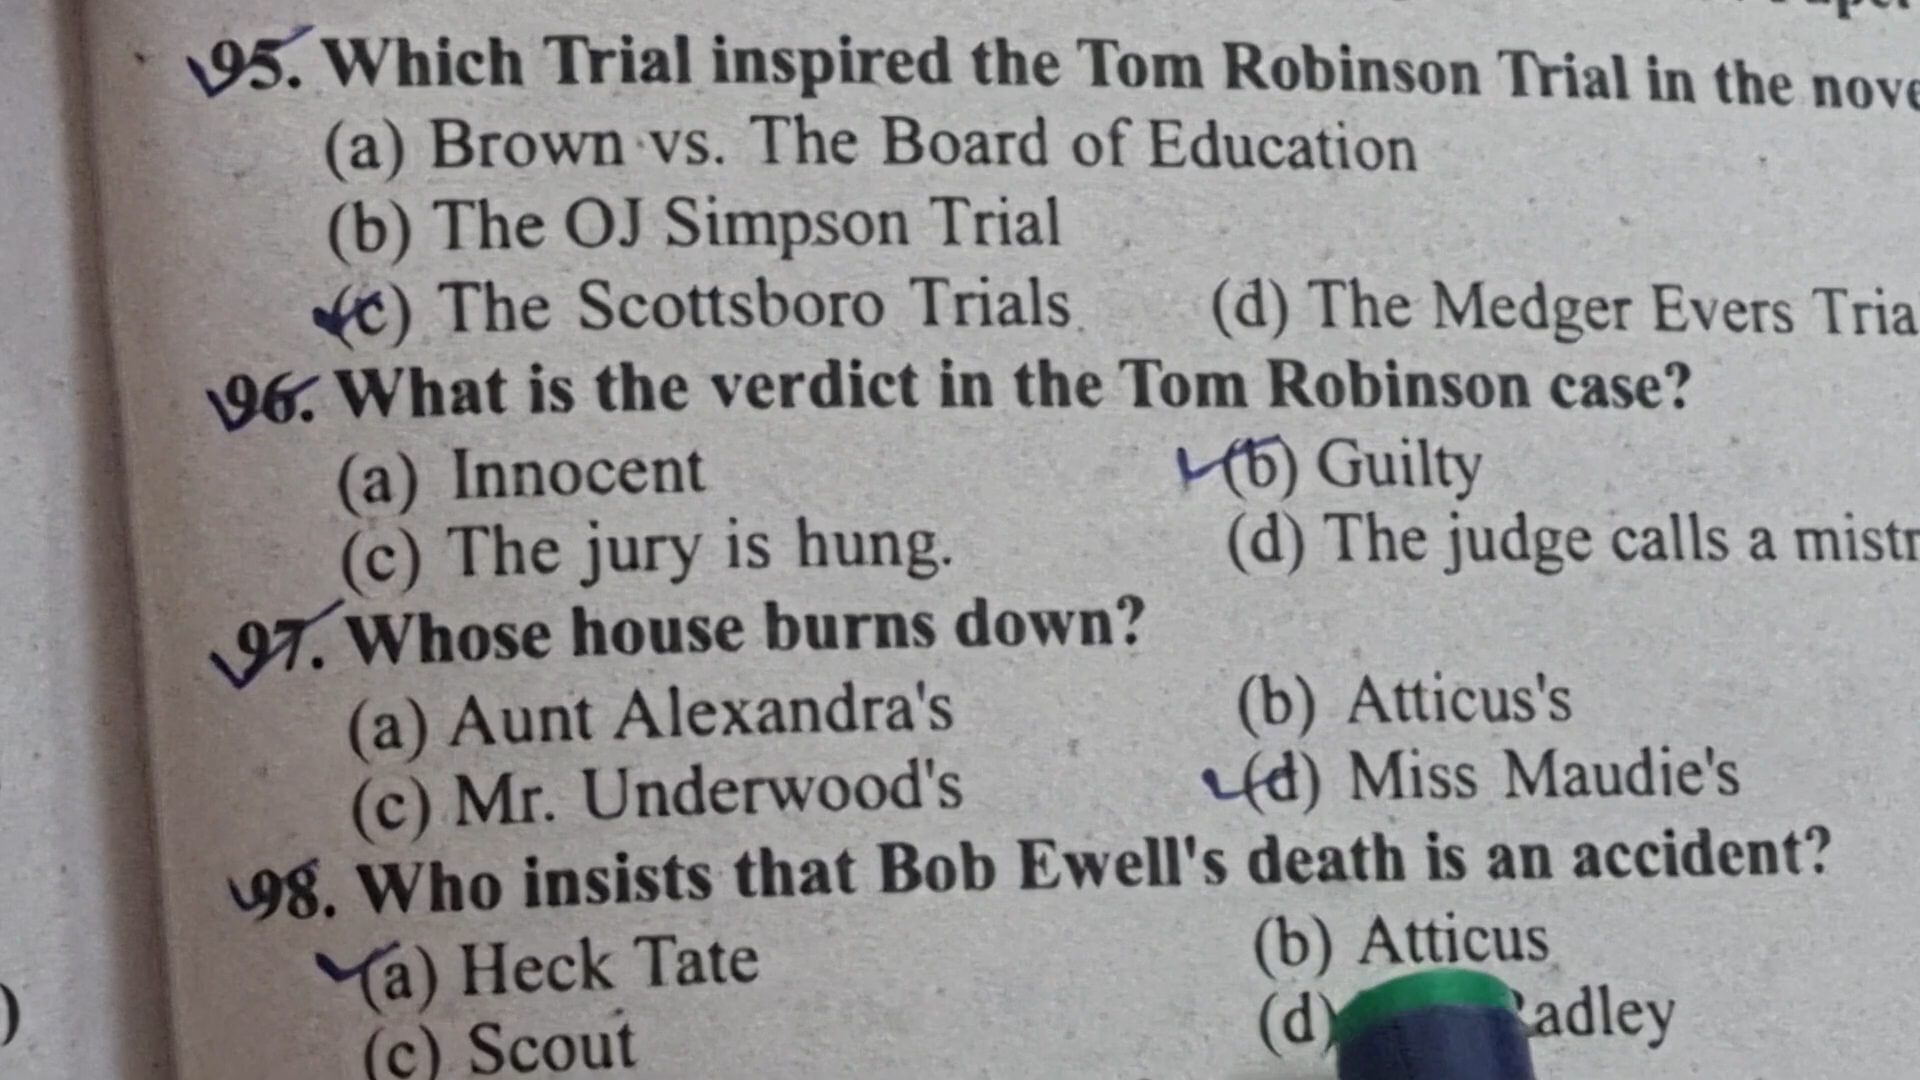 95. Which Trial inspired the Tom Robinson Trial in the nove
(a) Brown vs. The Board of Education
(b) The OJ Simpson Trial
(c) The Scottsboro Trials (d) The Medger Evers Tria
96. What is the verdict in the Tom Robinson case?
(a) Innocent (b) Guilty
(c) The jury is hung. (d) The judge calls a mistr
97. Whose house burns down?
(a) Aunt Alexandra's (b) Atticus's
(c) Mr. Underwood's (d) Miss Maudie's
98. Who insists that Bob Ewell's death is an accident?
(a) Heck Tate (b) Atticus
(c) Scout (d) adley